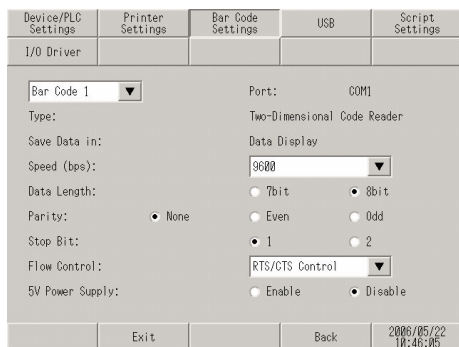 Device/PLC Settings Printer Settings Bar Code Settings USB Script Settings
I/O Driver
Bar Code 1 Port: COM1
Type: Two-Dimensional Code Reader
Save Data in: Data Display
Speed (bps): 9600
Data Length: 7bit 8bit
Parity: None Even Odd
Stop Bit: 1 2
Flow Control: RTS/CTS Control
5V Power Supply: Enable Disable
Exit Back 2006/05/22
10:46:05